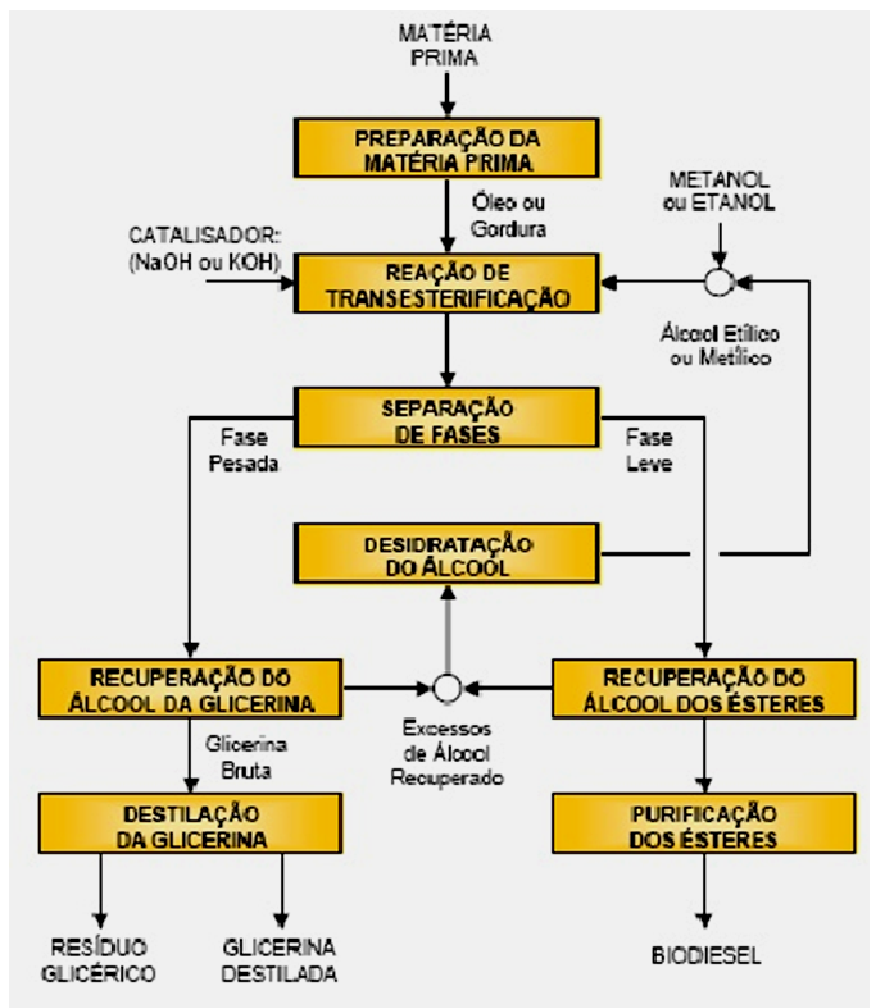 MATÉRIA
PRIMA
PREPARAÇÃO DA
MATÉRIA PRIMA
METANOL
ou ETANOL
Óleo ou
Gordura
CATALISADOR:
(NaOH ou KOH)
REAÇÃO DE
TRANSESTERIFICAÇÃO
Álcool Etílico
ou Metílico
SEPARAÇÃO
DE FASES
Fase
Pesada
Fase
Leve
DESIDRATAÇÃO
DO ÁLCOOL
RECUPERAÇÃO DO
ÁLCOOL DA GLICERINA
RECUPERAÇÃO DO
ÁLCOOL DOS ÉSTERES
Excessos
de Álcool
Recuperado
Glicerina
Bruta
DESTILAÇÃO
DA GLICERINA
PURIFICAÇÃO
DOS ÉSTERES
RESÍDUO
GLICÉRICO
GLICERINA
DESTILADA
BIODIESEL